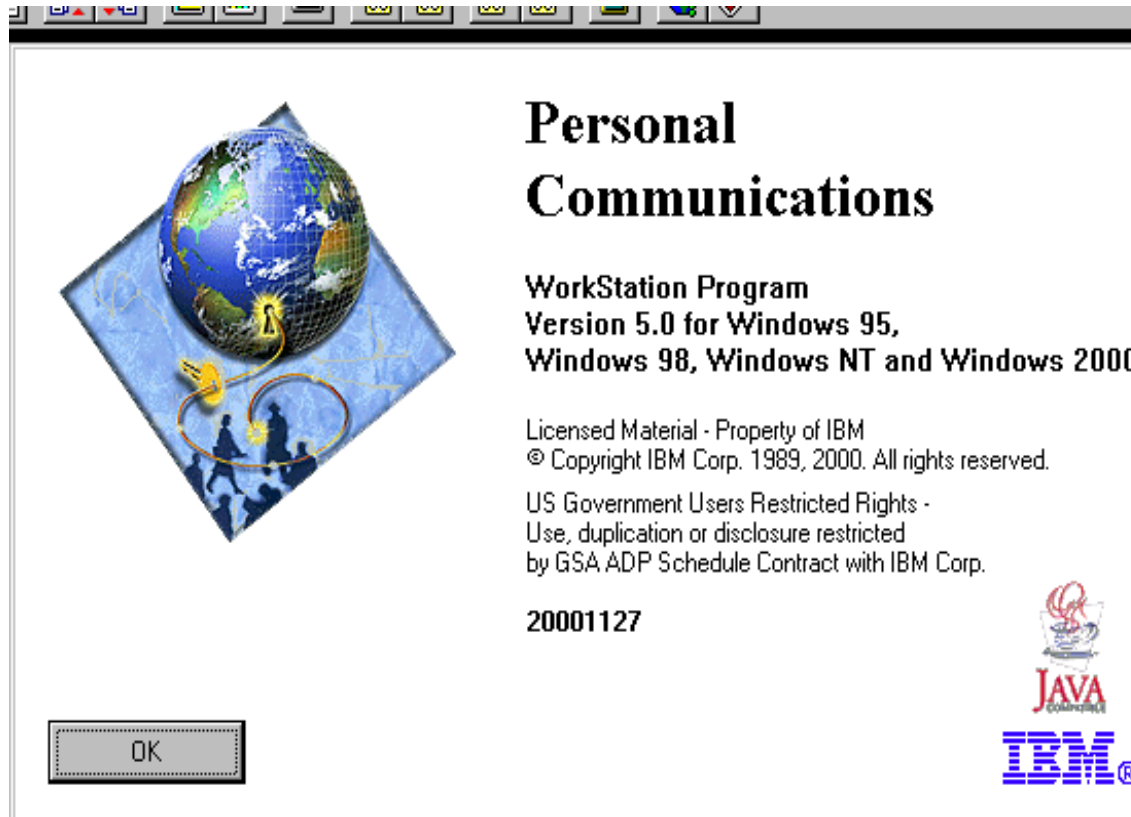 Personal
Communications
WorkStation Program
Version 5.0 for Windows 95,
Windows 98, Windows NT and Windows 2000
Licensed Material - Property of IBM
© Copyright IBM Corp. 1989, 2000. All rights reserved.
US Government Users Restricted Rights -
Use, duplication or disclosure restricted
by GSA ADP Schedule Contract with IBM Corp.
20001127
JAVA
COMPATIBLE
OK
IBM®